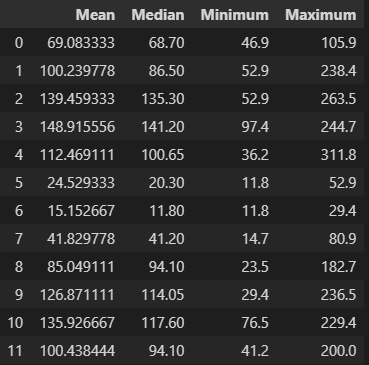 Mean Median Minimum Maximum
0 69.083333 68.70 46.9 105.9
1 100.239778 86.50 52.9 238.4
2 139.459333 135.30 52.9 263.5
3 148.915556 141.20 97.4 244.7
4 112.469111 100.65 36.2 311.8
5 24.529333 20.30 11.8 52.9
6 15.152667 11.80 11.8 29.4
7 41.829778 41.20 14.7 80.9
8 85.049111 94.10 23.5 182.7
9 126.871111 114.05 29.4 236.5
10 135.926667 117.60 76.5 229.4
11 100.438444 94.10 41.2 200.0